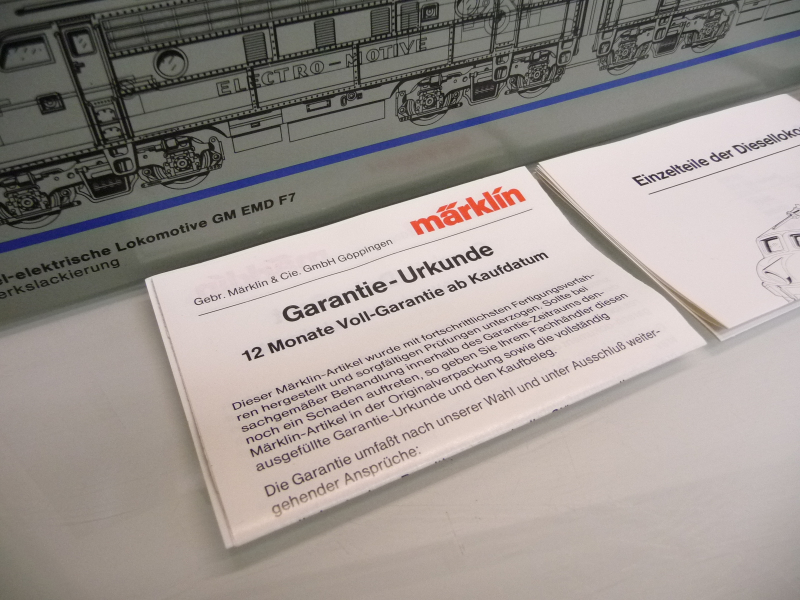 ELECTRO-MOTIVE
l-elektrische Lokomotive GM EMD F7
erkslackierung
märklin
Gebr. Märklin & Cie. GmbH Göppingen
Garantie-Urkunde
12 Monate Voll-Garantie ab Kaufdatum
Dieser Märklin-Artikel wurde mit fortschrittlichsten Fertigungsverfah-
ren hergestellt und sorgfältigen Prüfungen unterzogen. Sollte bei
sachgemäßer Behandlung innerhalb des Garantie-Zeitraums den-
noch ein Schaden auftreten, so geben Sie Ihrem Fachhändler diesen
Märklin-Artikel in der Originalverpackung sowie die vollständig
ausgefüllte Garantie-Urkunde und den Kaufbeleg.
Die Garantie umfaßt nach unserer Wahl und unter Ausschluß weiter-
gehender Ansprüche:
Einzelteile der Diesello